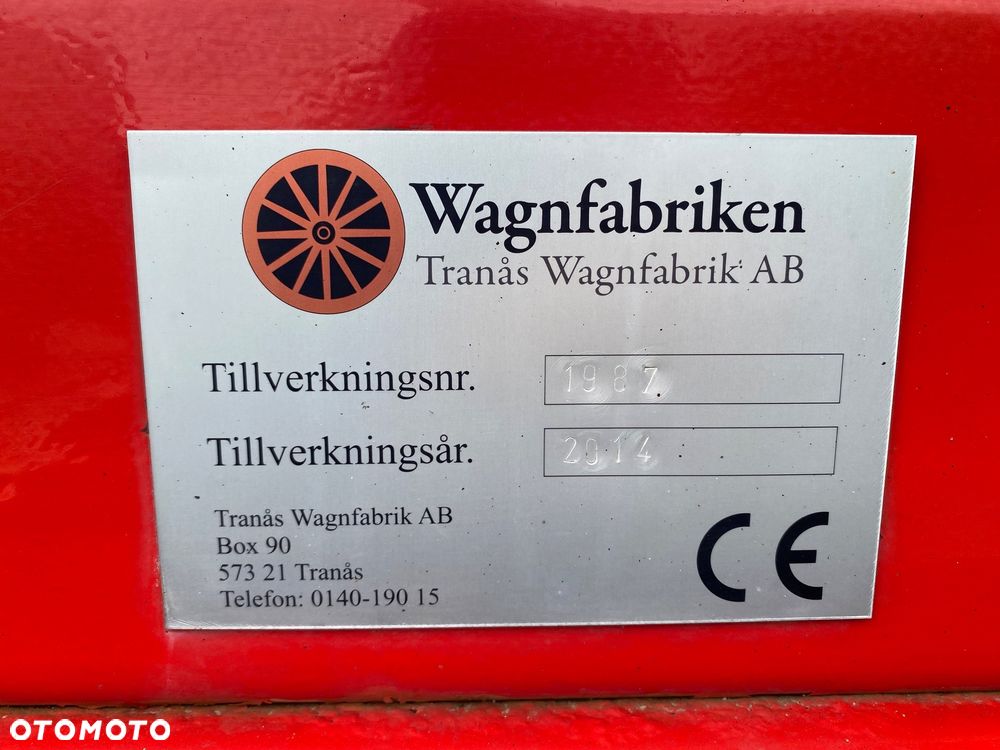 Wagnfabriken
Tranås Wagnfabrik AB
Tillverkningsnr. 1987
Tillverkningsår. 2014
Tranås Wagnfabrik AB
Box 90
573 21 Tranås
Telefon: 0140-190 15
CE
OTOMOTO